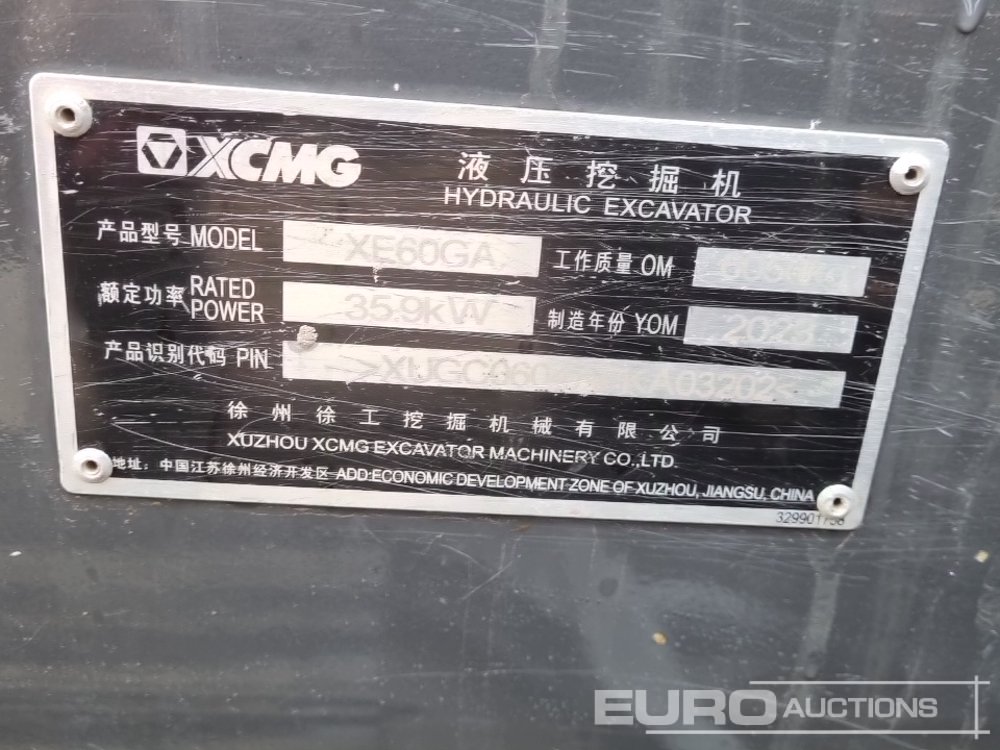 XCMG
液压挖掘机
HYDRAULIC EXCAVATOR
产品型号 MODEL XE60GA
工作质量 OM
额定功率 RATED POWER 35.9kW
制造年份 YOM 2023
产品识别代码 PIN
徐州徐工挖掘机械有限公司
XUZHOU XCMG EXCAVATOR MACHINERY CO.,LTD.
地址：中国江苏徐州经济开发区 ADD:ECONOMIC DEVELOPMENT ZONE OF XUZHOU, JIANGSU, CHINA
EURO AUCTIONS